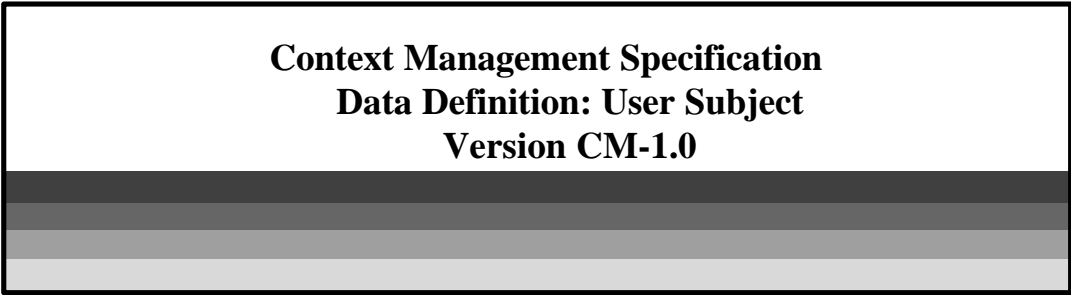 Context Management Specification
Data Definition: User Subject
Version CM-1.0